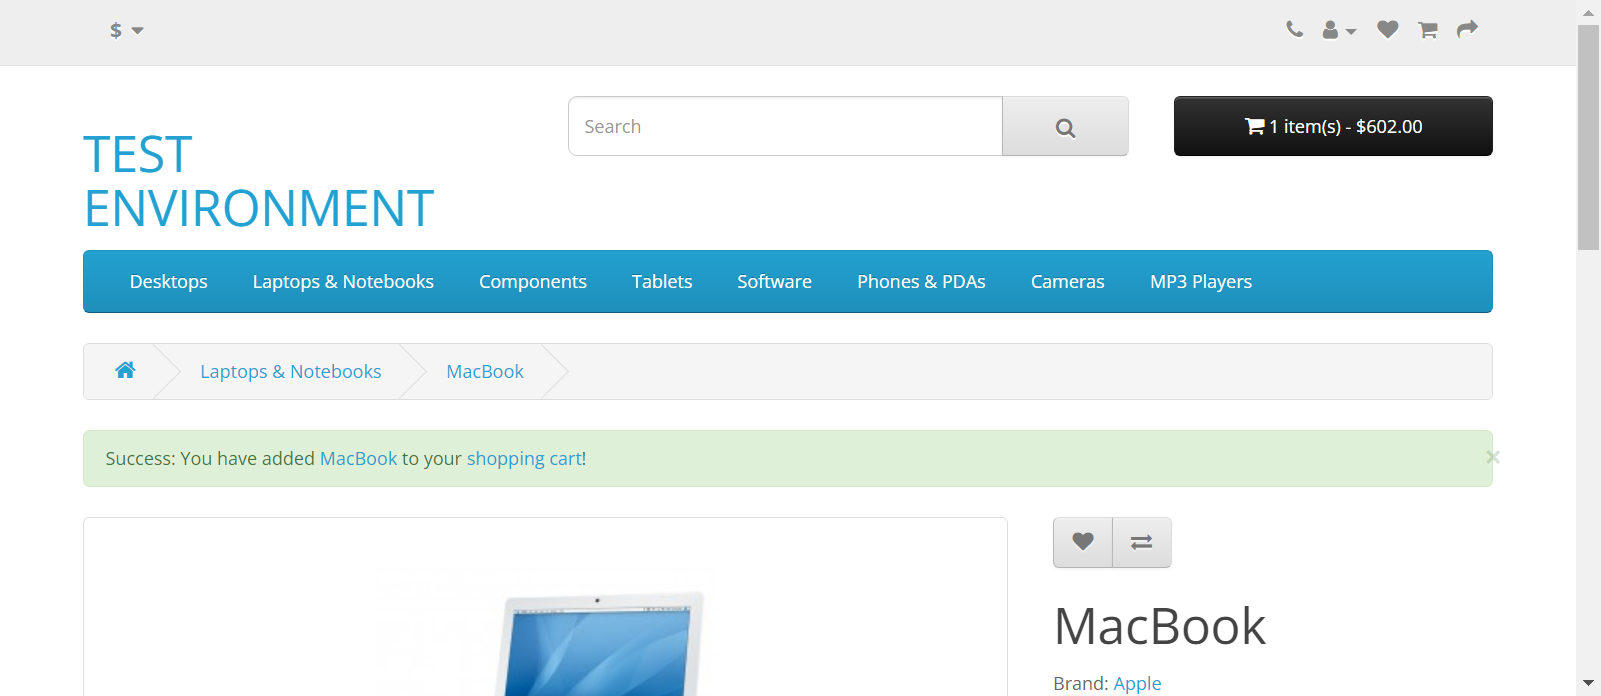 $
Search
1 item(s) - $602.00
TEST
ENVIRONMENT
Desktops
Laptops & Notebooks
Components
Tablets
Software
Phones & PDAs
Cameras
MP3 Players
Laptops & Notebooks
MacBook
Success: You have added MacBook to your shopping cart!
×
MacBook
Brand: Apple